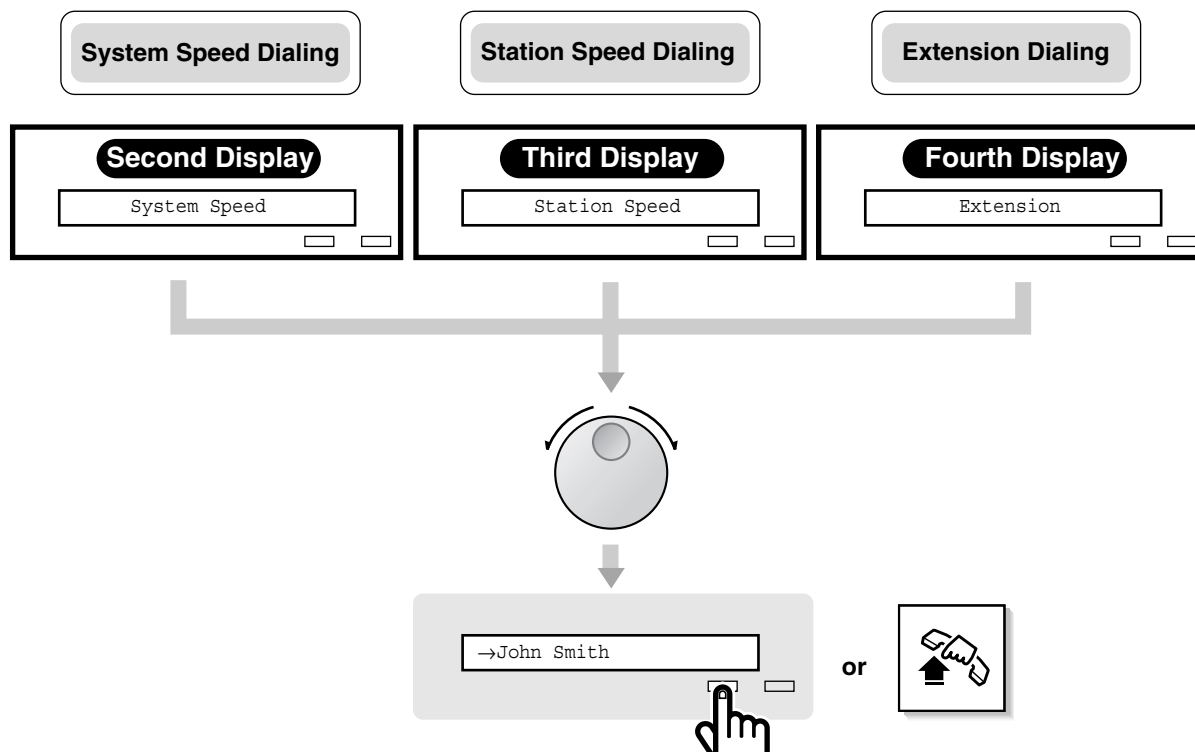 System Speed Dialing
Station Speed Dialing
Extension Dialing
Second Display
Third Display
Fourth Display
System Speed
Station Speed
Extension
→John Smith
or